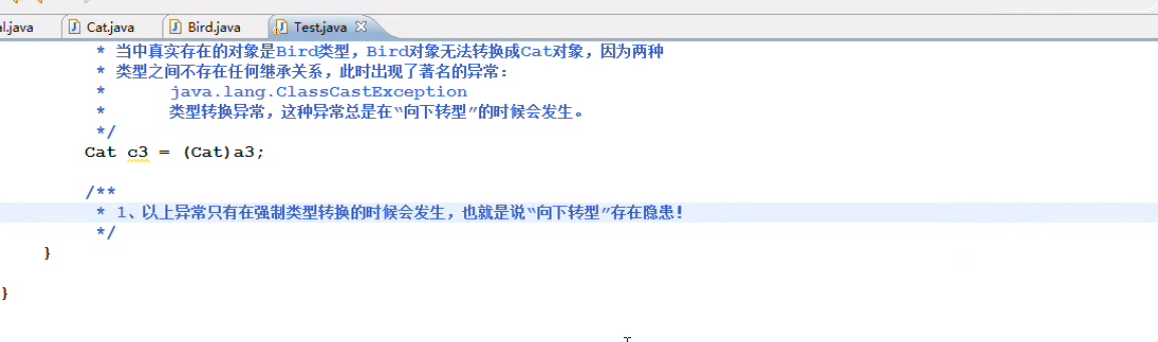 al.java Cat.java Bird.java Test.java
* 当中真实存在的对象是Bird类型，Bird对象无法转换成Cat对象，因为两种
* 类型之间不存在任何继承关系，此时出现了著名的异常：
* java.lang.ClassCastException
* 类型转换异常，这种异常总是在“向下转型”的时候会发生。
*/
Cat c3 = (Cat)a3;
/**
* 1、以上异常只有在强制类型转换的时候会发生，也就是说“向下转型”存在隐患！
*/
}
}